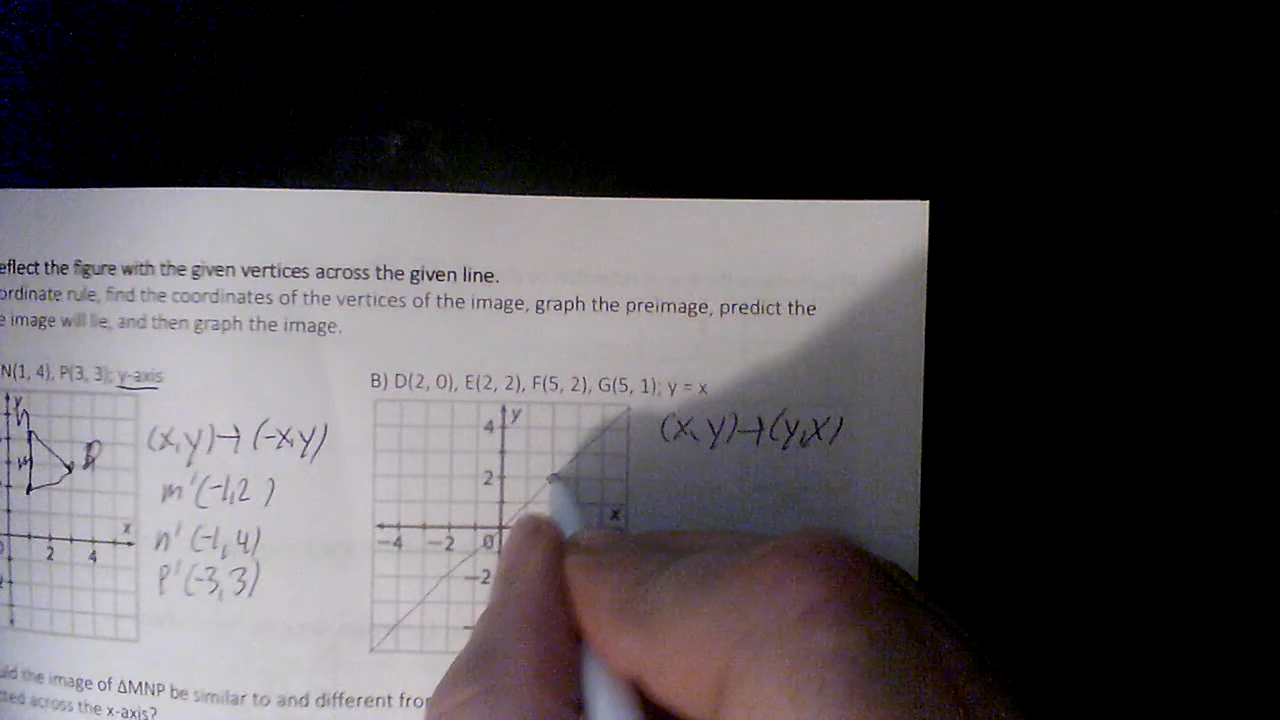 eflect the figure with the given vertices across the given line.
ordinate rule, find the coordinates of the vertices of the image, graph the preimage, predict the
e image will lie, and then graph the image.
N(1, 4), P(3, 3); y-axis
y
n
m
P
x
2 4
(x,y)→(-x,y)
m'(-1,2)
n'(-1,4)
P'(-3,3)
B) D(2, 0), E(2, 2), F(5, 2), G(5, 1); y = x
y
4
2
x
-4 -2 0
-2
(x,y)→(y,x)
uld the image of ΔMNP be similar to and different fro
cted across the x-axis?